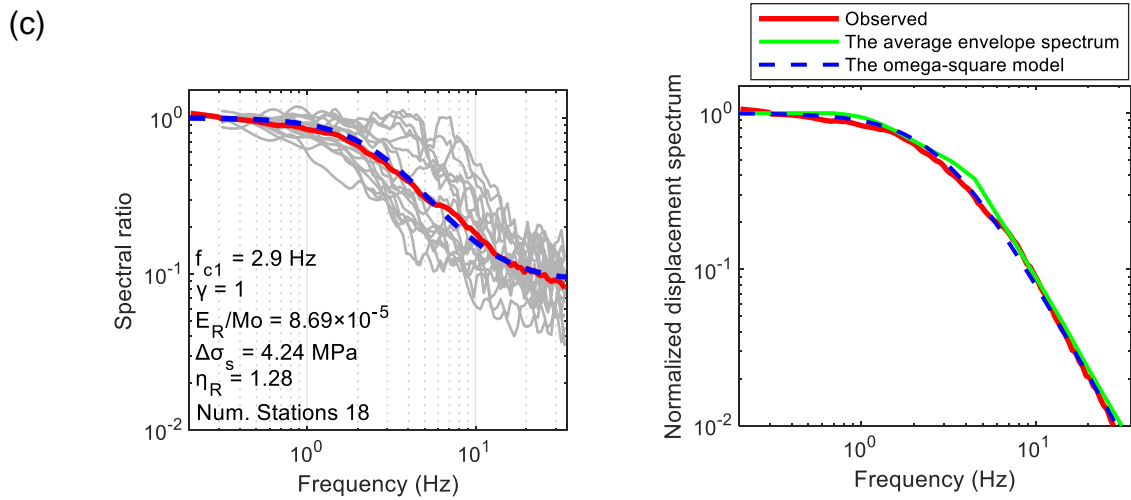 (c)
Spectral ratio
10^0
10^-1
10^-2
f_c1 = 2.9 Hz
γ = 1
E_R/Mo = 8.69×10^-5
Δσ_s = 4.24 MPa
η_R = 1.28
Num. Stations 18
10^0
10^1
Frequency (Hz)
Observed
The average envelope spectrum
The omega-square model
Normalized displacement spectrum
10^0
10^-1
10^-2
10^0
10^1
Frequency (Hz)